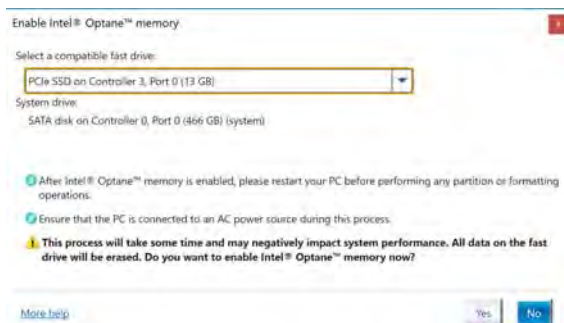 Enable Intel® Optane™ memory
Select a compatible fast drive:
PCIe SSD on Controller 3, Port 0 (13 GB)
System drive:
SATA disk on Controller 0, Port 0 (466 GB) (system)
After Intel® Optane™ memory is enabled, please restart your PC before performing any partition or formatting
operations.
Ensure that the PC is connected to an AC power source during this process.
This process will take some time and may negatively impact system performance. All data on the fast
drive will be erased. Do you want to enable Intel® Optane™ memory now?
More help
Yes
No